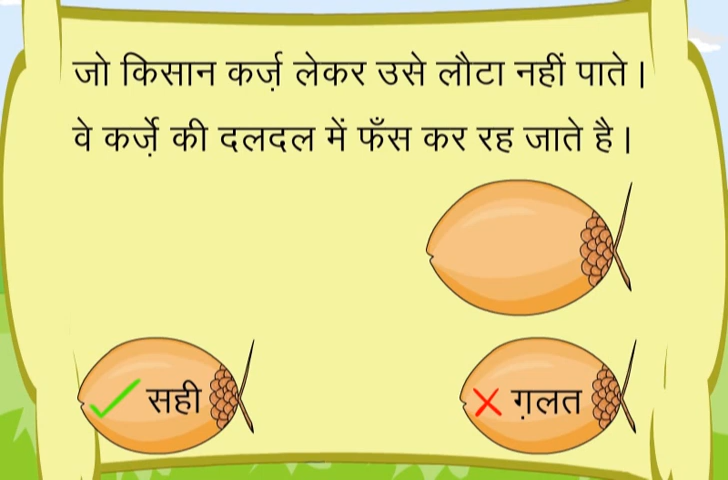 जो किसान कर्ज़ लेकर उसे लौटा नहीं पाते।
वे कर्ज़े की दलदल में फँस कर रह जाते है।
सही
ग़लत